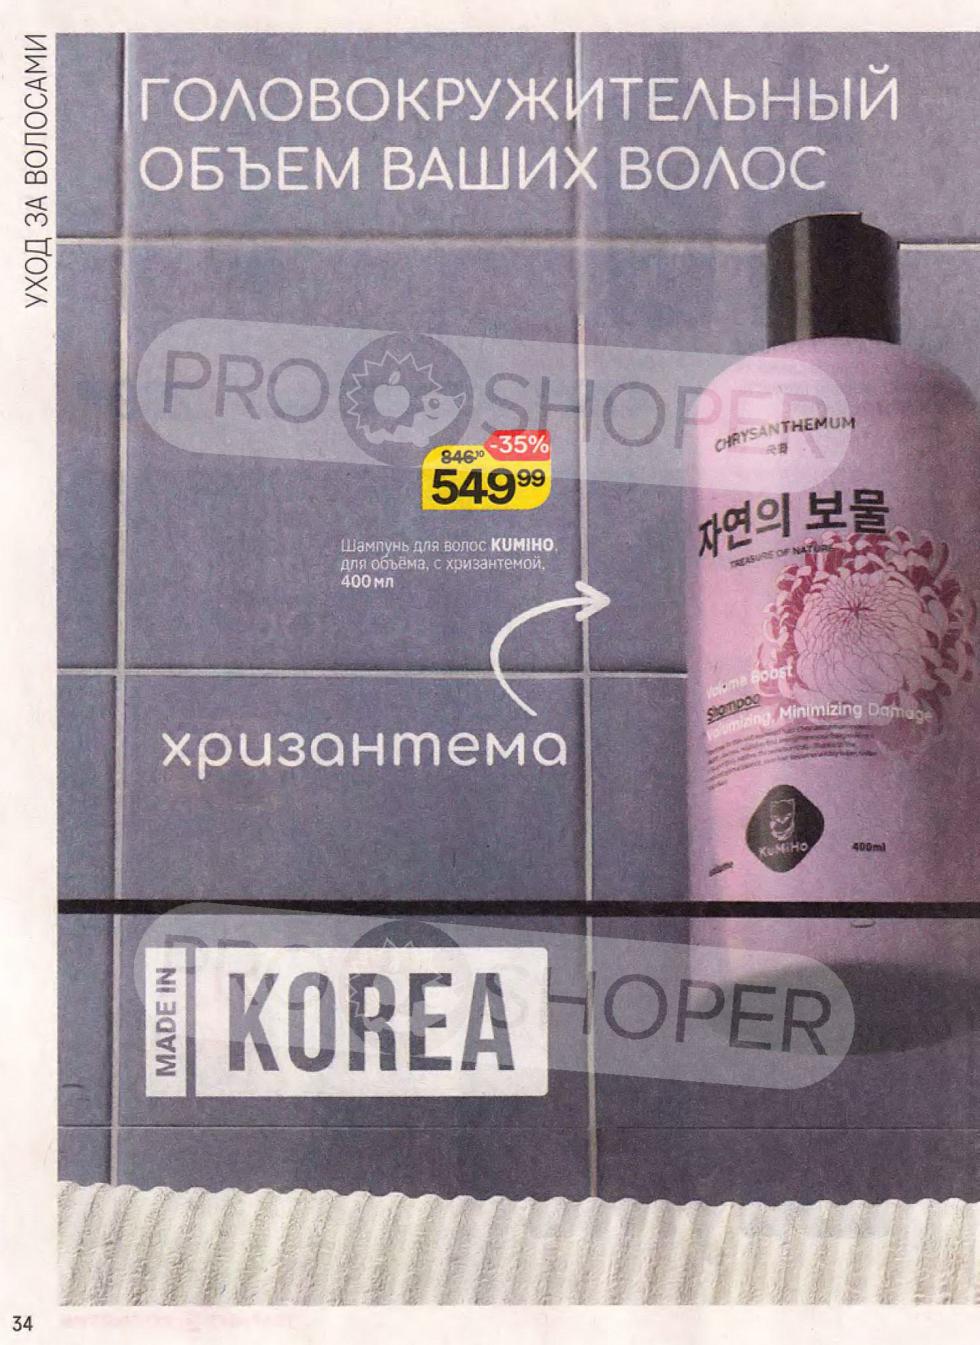 УХОД ЗА ВОЛОСАМИ
ГОЛОВОКРУЖИТЕЛЬНЫЙ
ОБЪЕМ ВАШИХ ВОЛОС
PRO SHOPER
CHRYSANTHEMUM
자연의 보물
TREASURE OF NATURE
-35%
846¹⁰
549⁹⁹
Шампунь для волос KUMIHO,
для объёма, с хризантемой,
400 мл
Volume Boost
Shampoo
Volumizing, Minimizing Damage
хризантема
KuMiHo
400ml
Volume
PRO SHOPER
MADE IN
KOREA
34